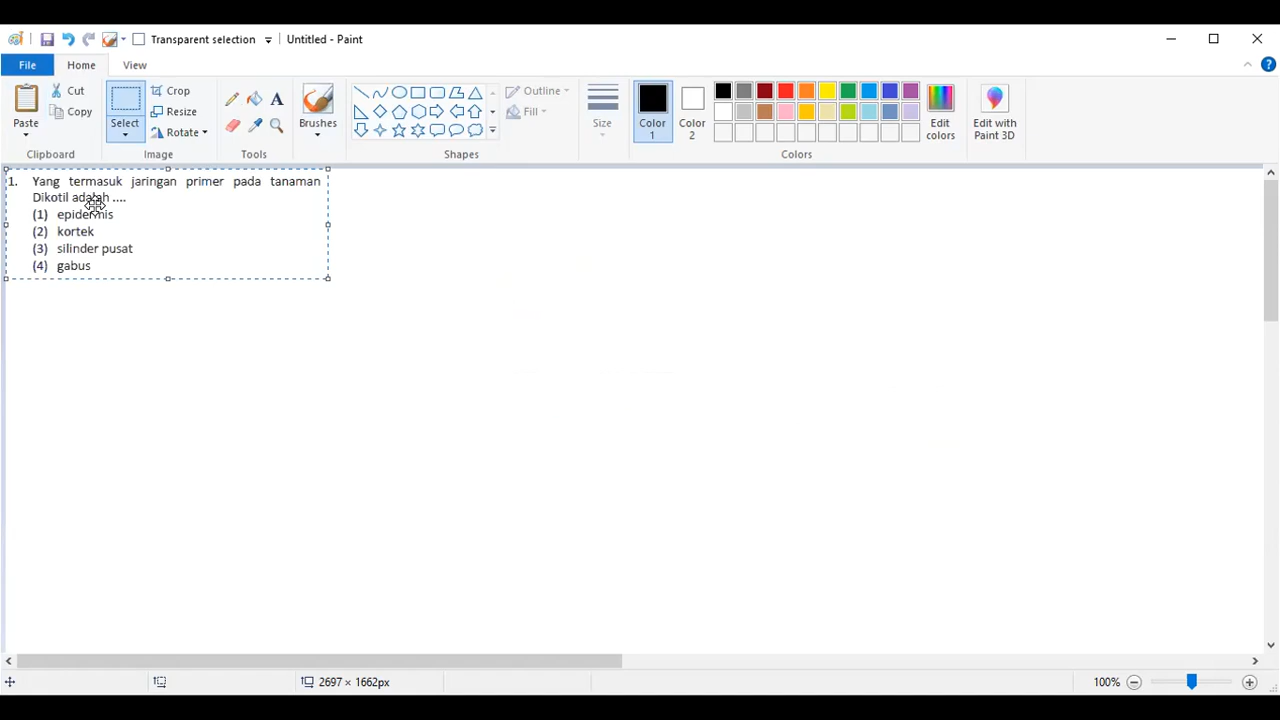 Transparent selection
Untitled - Paint
File
Home
View
Paste
Cut
Copy
Clipboard
Select
Crop
Resize
Rotate
Image
A
Tools
Brushes
Outline
Fill
Shapes
Size
Color 1
Color 2
Edit colors
Colors
Edit with Paint 3D
1. Yang termasuk jaringan primer pada tanaman
Dikotil adalah ....
(1) epidermis
(2) kortek
(3) silinder pusat
(4) gabus
2697 × 1662px
100%